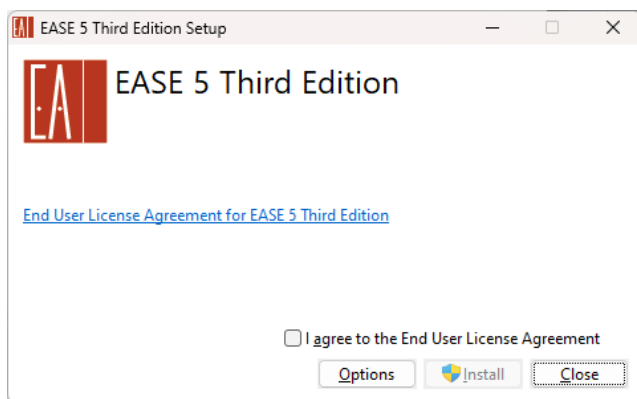 EASE 5 Third Edition Setup
EA
EASE 5 Third Edition
End User License Agreement for EASE 5 Third Edition
I agree to the End User License Agreement
Options Install Close